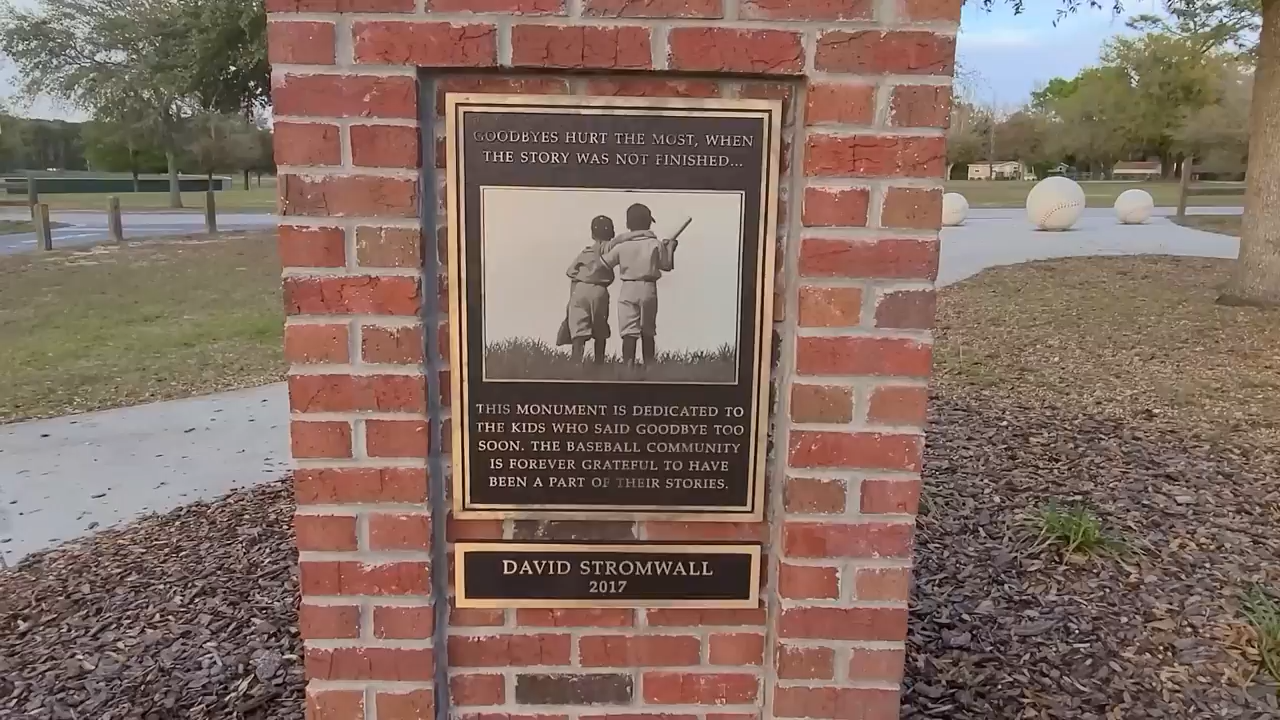 GOODBYES HURT THE MOST, WHEN
THE STORY WAS NOT FINISHED...
THIS MONUMENT IS DEDICATED TO
THE KIDS WHO SAID GOODBYE TOO
SOON. THE BASEBALL COMMUNITY
IS FOREVER GRATEFUL TO HAVE
BEEN A PART OF THEIR STORIES.
DAVID STROMWALL
2017